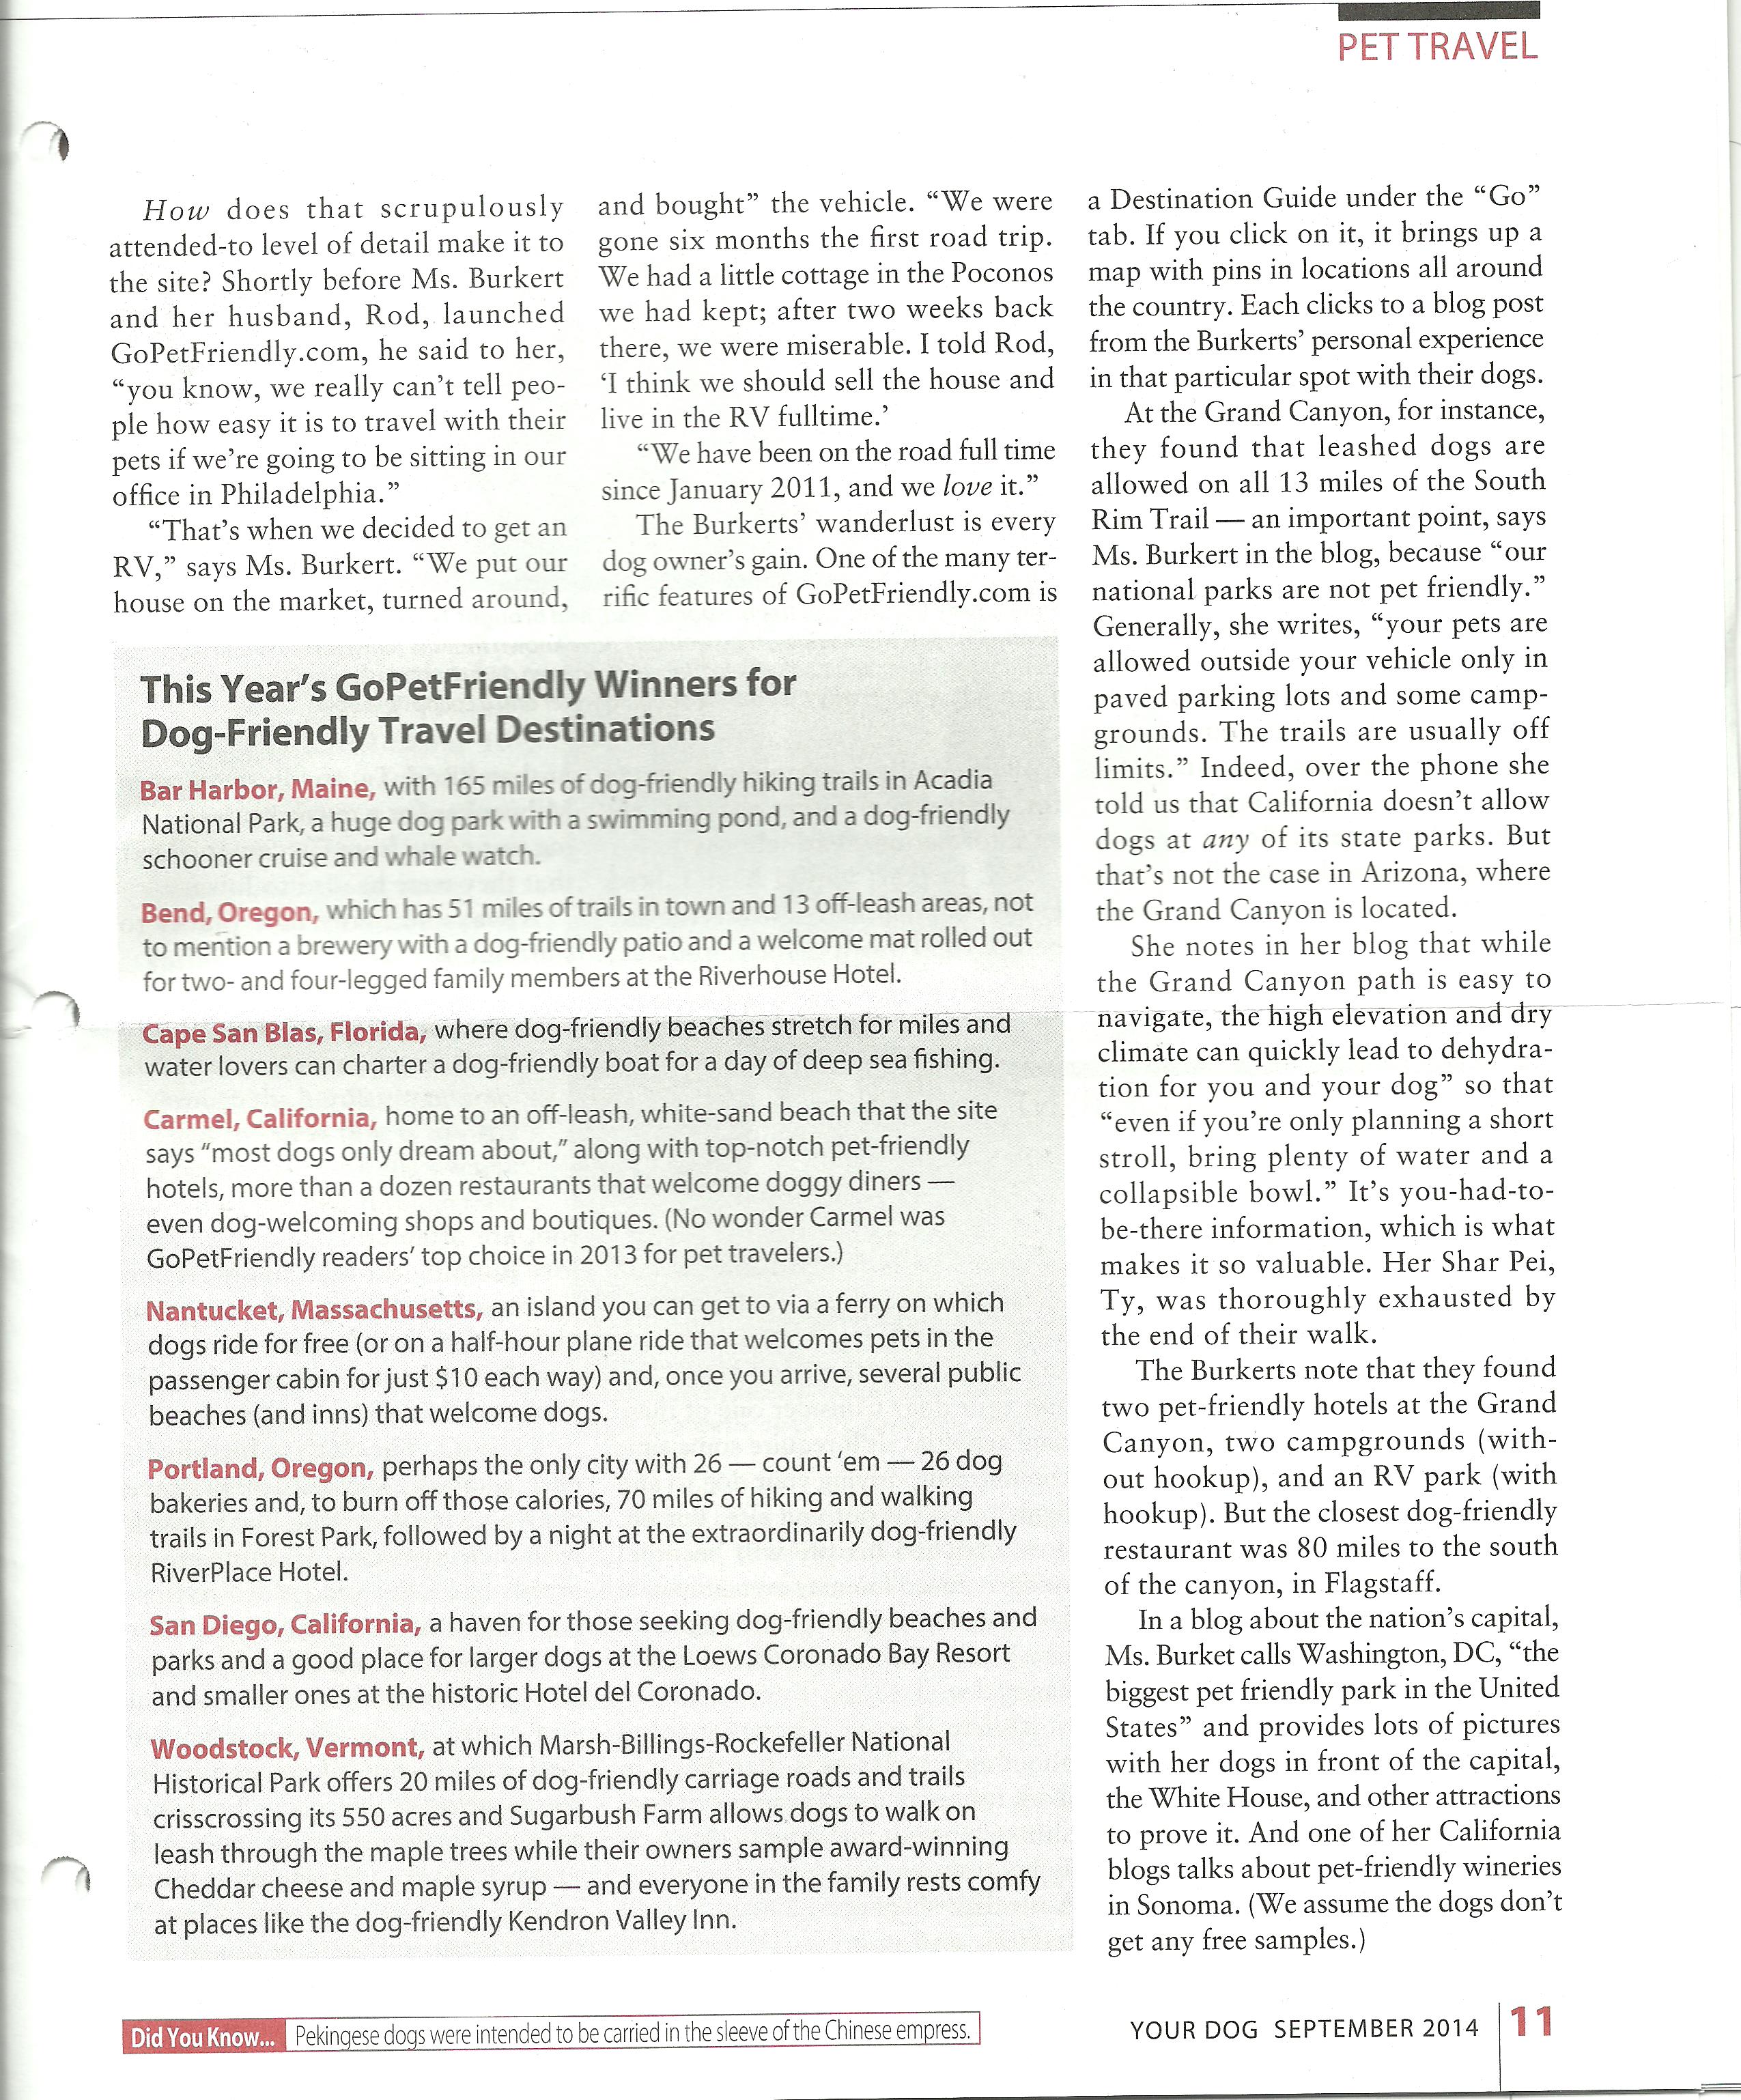 PET TRAVEL
How does that scrupulously
attended-to level of detail make it to
the site? Shortly before Ms. Burkert
and her husband, Rod, launched
GoPetFriendly.com, he said to her,
“you know, we really can’t tell peo-
ple how easy it is to travel with their
pets if we’re going to be sitting in our
office in Philadelphia.”
“That’s when we decided to get an
RV,” says Ms. Burkert. “We put our
house on the market, turned around,
and bought” the vehicle. “We were
gone six months the first road trip.
We had a little cottage in the Poconos
we had kept; after two weeks back
there, we were miserable. I told Rod,
‘I think we should sell the house and
live in the RV fulltime.’
“We have been on the road full time
since January 2011, and we love it.”
The Burkerts’ wanderlust is every
dog owner’s gain. One of the many ter-
rific features of GoPetFriendly.com is
a Destination Guide under the “Go”
tab. If you click on it, it brings up a
map with pins in locations all around
the country. Each clicks to a blog post
from the Burkerts’ personal experience
in that particular spot with their dogs.
At the Grand Canyon, for instance,
they found that leashed dogs are
allowed on all 13 miles of the South
Rim Trail — an important point, says
Ms. Burkert in the blog, because “our
national parks are not pet friendly.”
Generally, she writes, “your pets are
allowed outside your vehicle only in
paved parking lots and some camp-
grounds. The trails are usually off
limits.” Indeed, over the phone she
told us that California doesn’t allow
dogs at any of its state parks. But
that’s not the case in Arizona, where
the Grand Canyon is located.
She notes in her blog that while
the Grand Canyon path is easy to
navigate, the high elevation and dry
climate can quickly lead to dehydra-
tion for you and your dog” so that
“even if you’re only planning a short
stroll, bring plenty of water and a
collapsible bowl.” It’s you-had-to-
be-there information, which is what
makes it so valuable. Her Shar Pei,
Ty, was thoroughly exhausted by
the end of their walk.
The Burkerts note that they found
two pet-friendly hotels at the Grand
Canyon, two campgrounds (with-
out hookup), and an RV park (with
hookup). But the closest dog-friendly
restaurant was 80 miles to the south
of the canyon, in Flagstaff.
In a blog about the nation’s capital,
Ms. Burket calls Washington, DC, “the
biggest pet friendly park in the United
States” and provides lots of pictures
with her dogs in front of the capital,
the White House, and other attractions
to prove it. And one of her California
blogs talks about pet-friendly wineries
in Sonoma. (We assume the dogs don’t
get any free samples.)
This Year’s GoPetFriendly Winners for
Dog-Friendly Travel Destinations
Bar Harbor, Maine, with 165 miles of dog-friendly hiking trails in Acadia
National Park, a huge dog park with a swimming pond, and a dog-friendly
schooner cruise and whale watch.
Bend, Oregon, which has 51 miles of trails in town and 13 off-leash areas, not
to mention a brewery with a dog-friendly patio and a welcome mat rolled out
for two- and four-legged family members at the Riverhouse Hotel.
Cape San Blas, Florida, where dog-friendly beaches stretch for miles and
water lovers can charter a dog-friendly boat for a day of deep sea fishing.
Carmel, California, home to an off-leash, white-sand beach that the site
says “most dogs only dream about,” along with top-notch pet-friendly
hotels, more than a dozen restaurants that welcome doggy diners —
even dog-welcoming shops and boutiques. (No wonder Carmel was
GoPetFriendly readers’ top choice in 2013 for pet travelers.)
Nantucket, Massachusetts, an island you can get to via a ferry on which
dogs ride for free (or on a half-hour plane ride that welcomes pets in the
passenger cabin for just $10 each way) and, once you arrive, several public
beaches (and inns) that welcome dogs.
Portland, Oregon, perhaps the only city with 26 — count ‘em — 26 dog
bakeries and, to burn off those calories, 70 miles of hiking and walking
trails in Forest Park, followed by a night at the extraordinarily dog-friendly
RiverPlace Hotel.
San Diego, California, a haven for those seeking dog-friendly beaches and
parks and a good place for larger dogs at the Loews Coronado Bay Resort
and smaller ones at the historic Hotel del Coronado.
Woodstock, Vermont, at which Marsh-Billings-Rockefeller National
Historical Park offers 20 miles of dog-friendly carriage roads and trails
crisscrossing its 550 acres and Sugarbush Farm allows dogs to walk on
leash through the maple trees while their owners sample award-winning
Cheddar cheese and maple syrup — and everyone in the family rests comfy
at places like the dog-friendly Kendron Valley Inn.
Did You Know... Pekingese dogs were intended to be carried in the sleeve of the Chinese empress.
YOUR DOG SEPTEMBER 2014 11